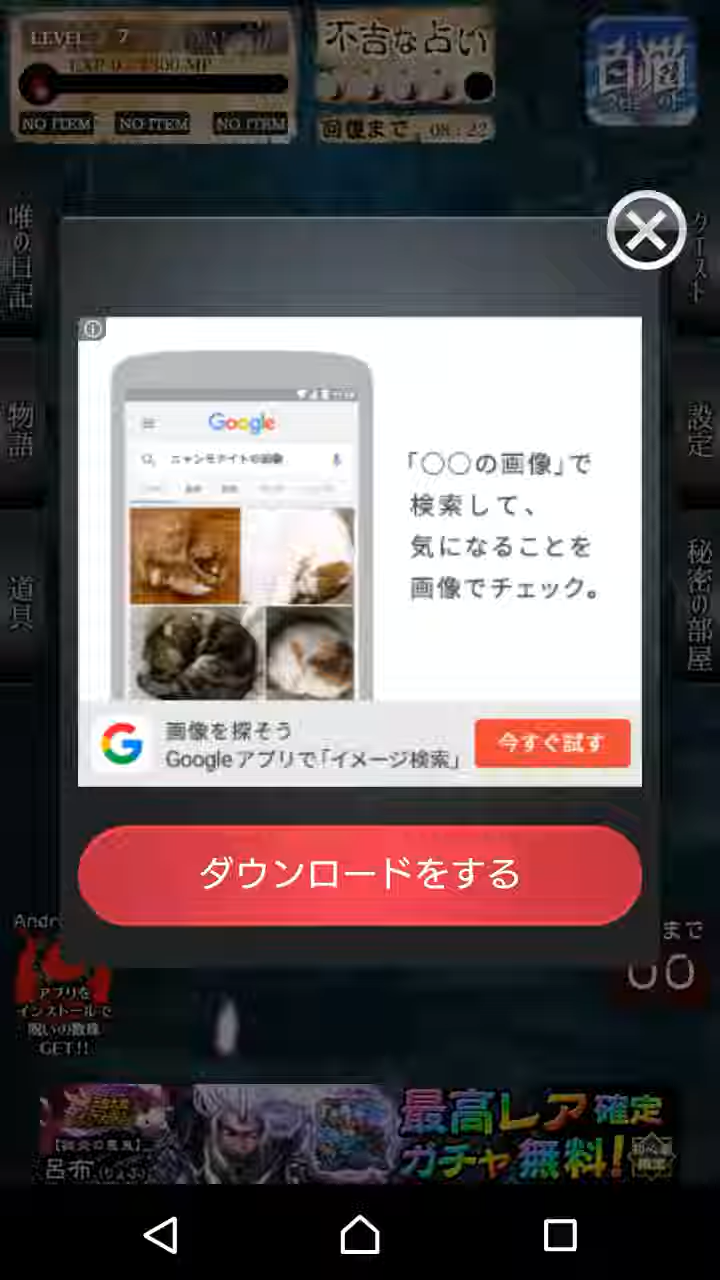 LEVEL 7
NO ITEM
NO ITEM
NO ITEM
不吉な占い
回復まで 08:22
白猫
唯の日記
クエスト
物語
設定
道具
秘密の部屋
Google
ニャンモナイトの画像
「○○の画像」で
検索して、
気になることを
画像でチェック。
画像を探そう
Googleアプリで「イメージ検索」
今すぐ試す
ダウンロードをする
Andr
アプリを
インストールで
呪いの数珠
GET!!
まで
00
呂布
最高レア確定
ガチャ無料!